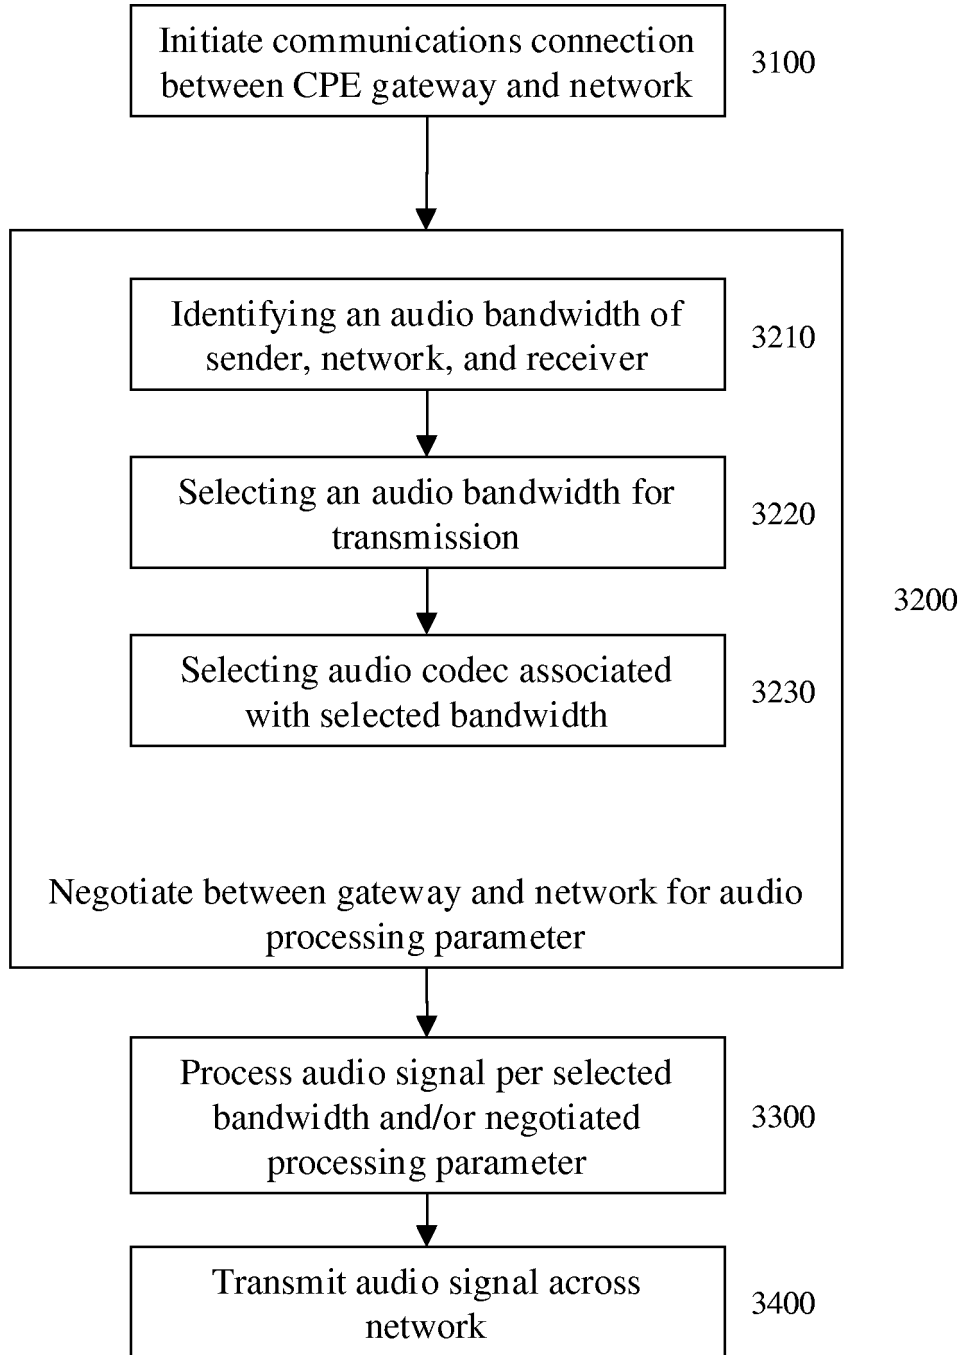 Initiate communications connection
between CPE gateway and network
3100
Identifying an audio bandwidth of
sender, network, and receiver
3210
Selecting an audio bandwidth for
transmission
3220
3200
Selecting audio codec associated
with selected bandwidth
3230
Negotiate between gateway and network for audio
processing parameter
Process audio signal per selected
bandwidth and/or negotiated
processing parameter
3300
Transmit audio signal across
network
3400